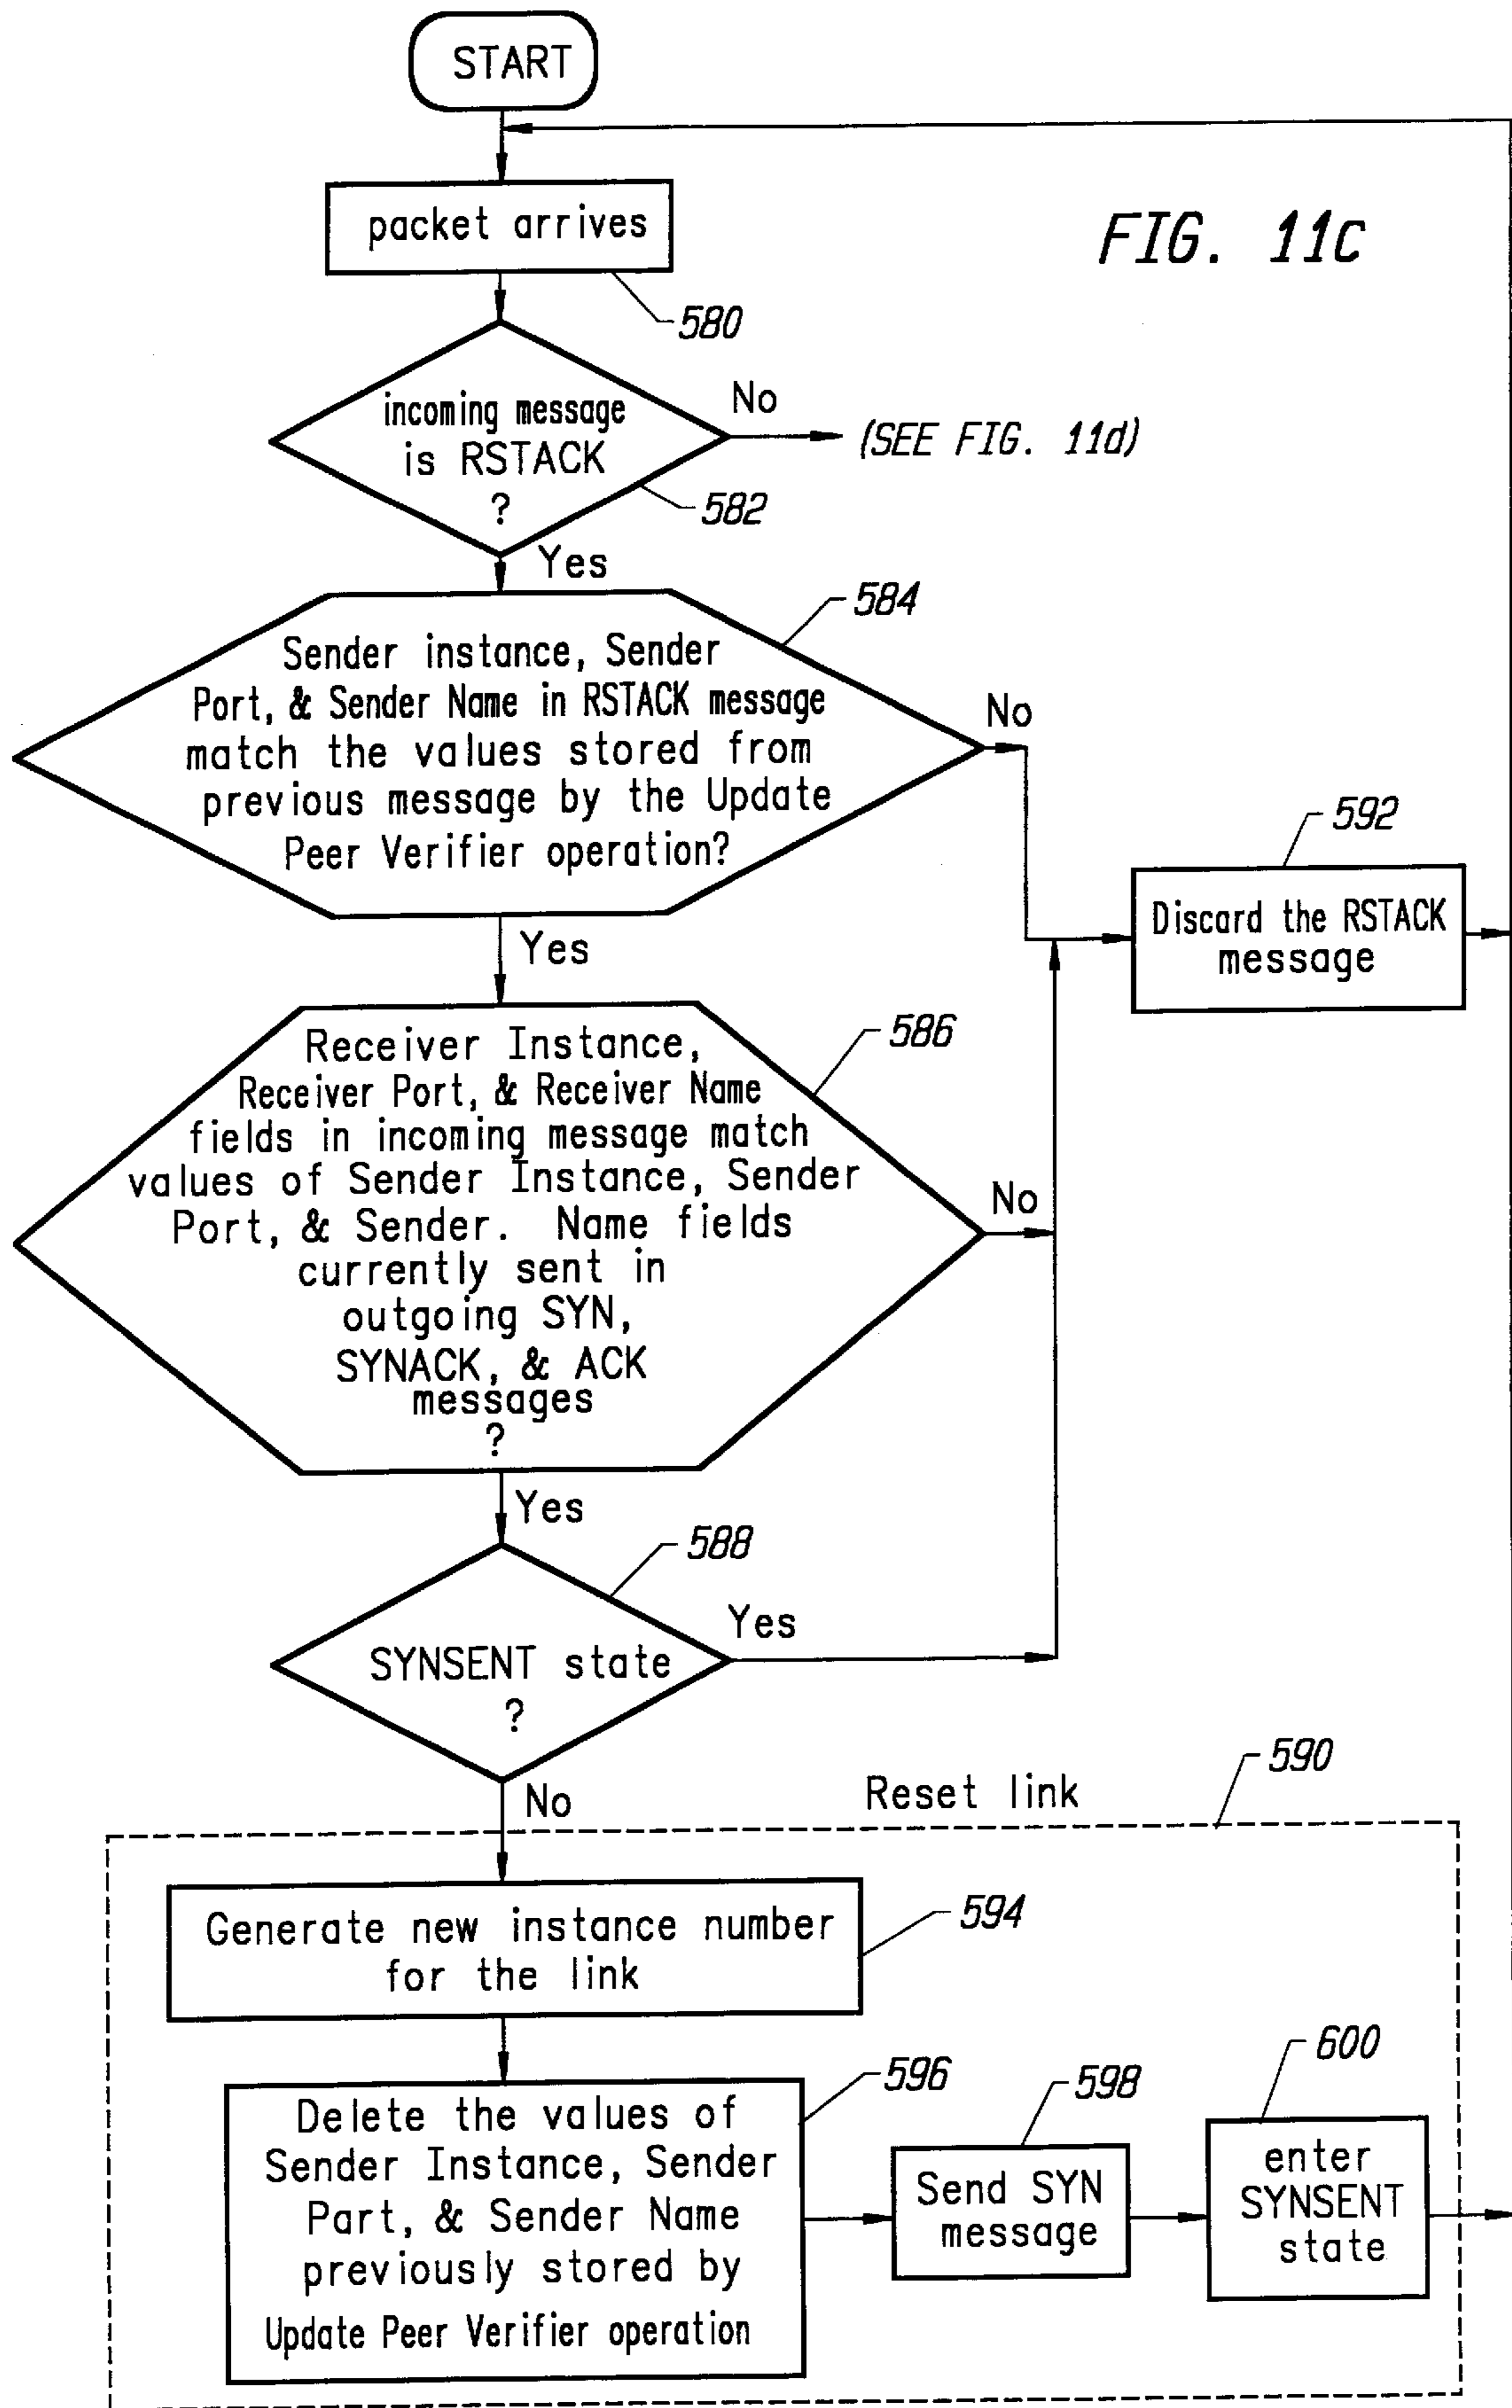 START
packet arrives
FIG. 11c
580
incoming message
is RSTACK
?
No
(SEE FIG. 11d)
582
Yes
584
Sender instance, Sender
Port, & Sender Name in RSTACK message
match the values stored from
previous message by the Update
Peer Verifier operation?
No
592
Discard the RSTACK
message
Yes
586
Receiver Instance,
Receiver Port, & Receiver Name
fields in incoming message match
values of Sender Instance, Sender
Port, & Sender. Name fields
currently sent in
outgoing SYN,
SYNACK, & ACK
messages
?
No
Yes
588
SYNSENT state
?
Yes
No
Reset link
590
Generate new instance number
for the link
594
Delete the values of
Sender Instance, Sender
Part, & Sender Name
previously stored by
Update Peer Verifier operation
596
Send SYN
message
598
enter
SYNSENT
state
600